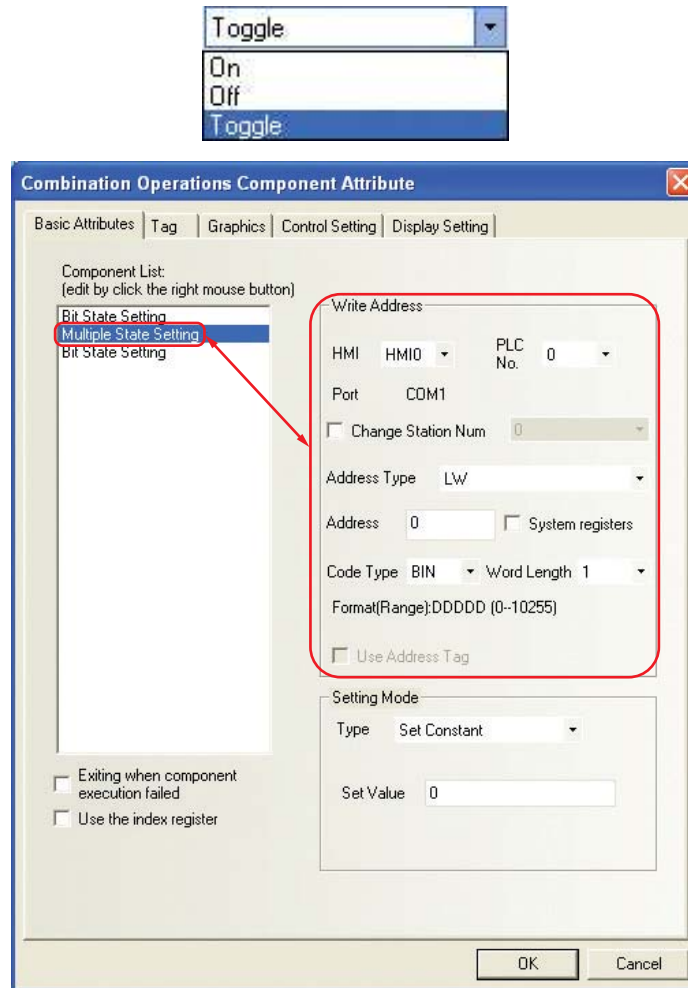 Toggle
On
Off
Toggle
Combination Operations Component Attribute
Basic Attributes Tag Graphics Control Setting Display Setting
Component List:
(edit by click the right mouse button)
Bit State Setting
Multiple State Setting
Bit State Setting
Exiting when component
execution failed
Use the index register
Write Address
HMI HMI0 PLC No. 0
Port COM1
Change Station Num 0
Address Type LW
Address 0 System registers
Code Type BIN Word Length 1
Format(Range):DDDDD (0--10255)
Use Address Tag
Setting Mode
Type Set Constant
Set Value 0
OK Cancel